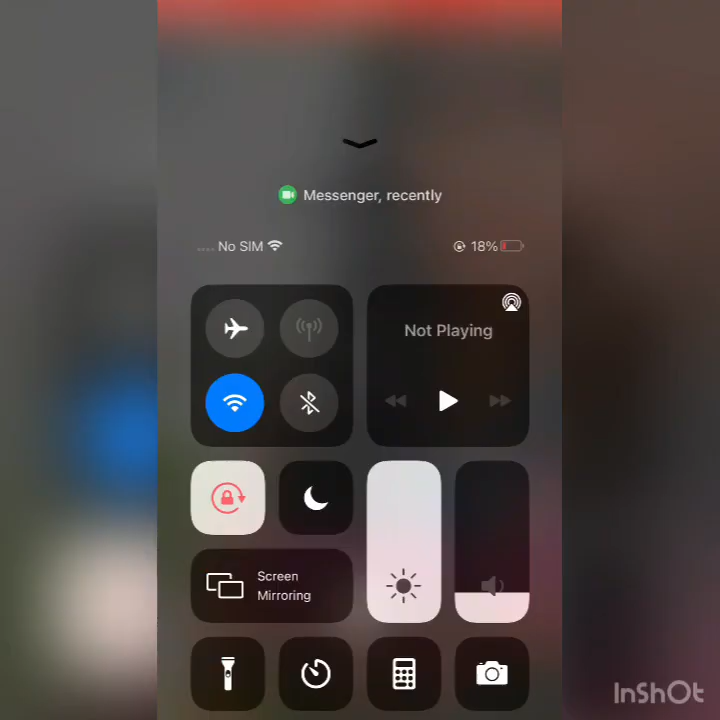 Messenger, recently
No SIM 18%
Not Playing
Screen
Mirroring
InShOt